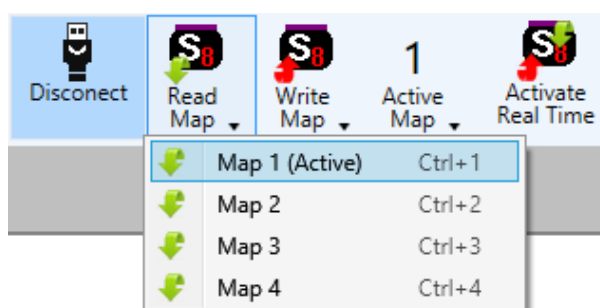 S8
S8
1
S8
Disconect
Read
Map
Write
Map
Active
Map
Activate
Real Time
Map 1 (Active) Ctrl+1
Map 2 Ctrl+2
Map 3 Ctrl+3
Map 4 Ctrl+4